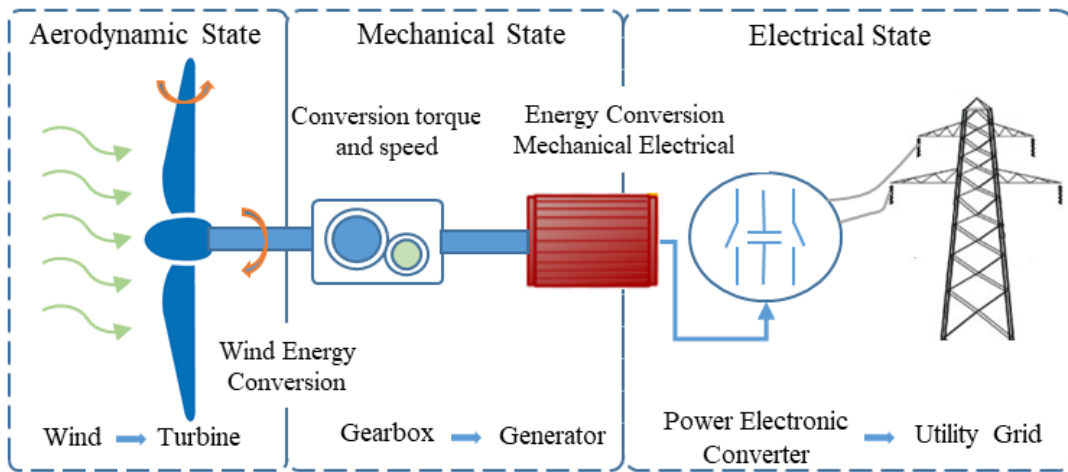 Aerodynamic State
Mechanical State
Electrical State
Conversion torque
and speed
Energy Conversion
Mechanical Electrical
Wind Energy
Conversion
Wind
Turbine
Gearbox
Generator
Power Electronic
Converter
Utility Grid